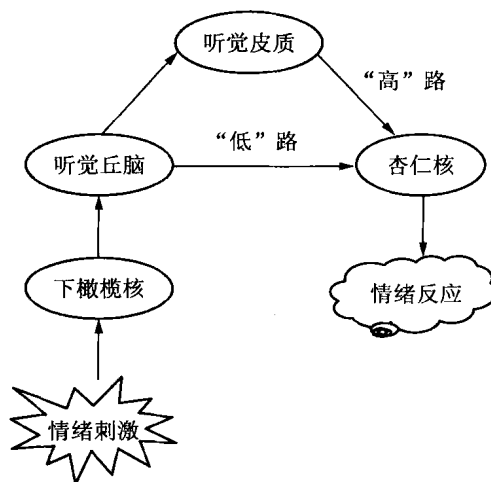 听觉皮质
“高”路
“低”路
听觉丘脑
杏仁核
下橄榄核
情绪反应
情绪刺激